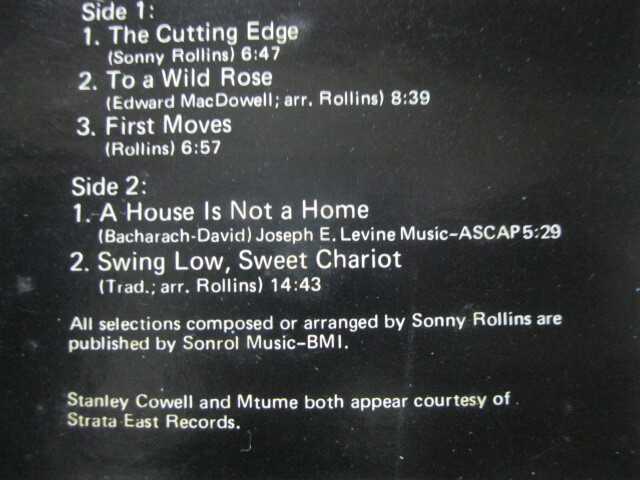 Side 1:
1. The Cutting Edge
(Sonny Rollins) 6:47
2. To a Wild Rose
(Edward MacDowell; arr. Rollins) 8:39
3. First Moves
(Rollins) 6:57
Side 2:
1. A House Is Not a Home
(Bacharach-David) Joseph E. Levine Music-ASCAP 5:29
2. Swing Low, Sweet Chariot
(Trad.; arr. Rollins) 14:43
All selections composed or arranged by Sonny Rollins are
published by Sonrol Music-BMI.
Stanley Cowell and Mtume both appear courtesy of
Strata East Records.